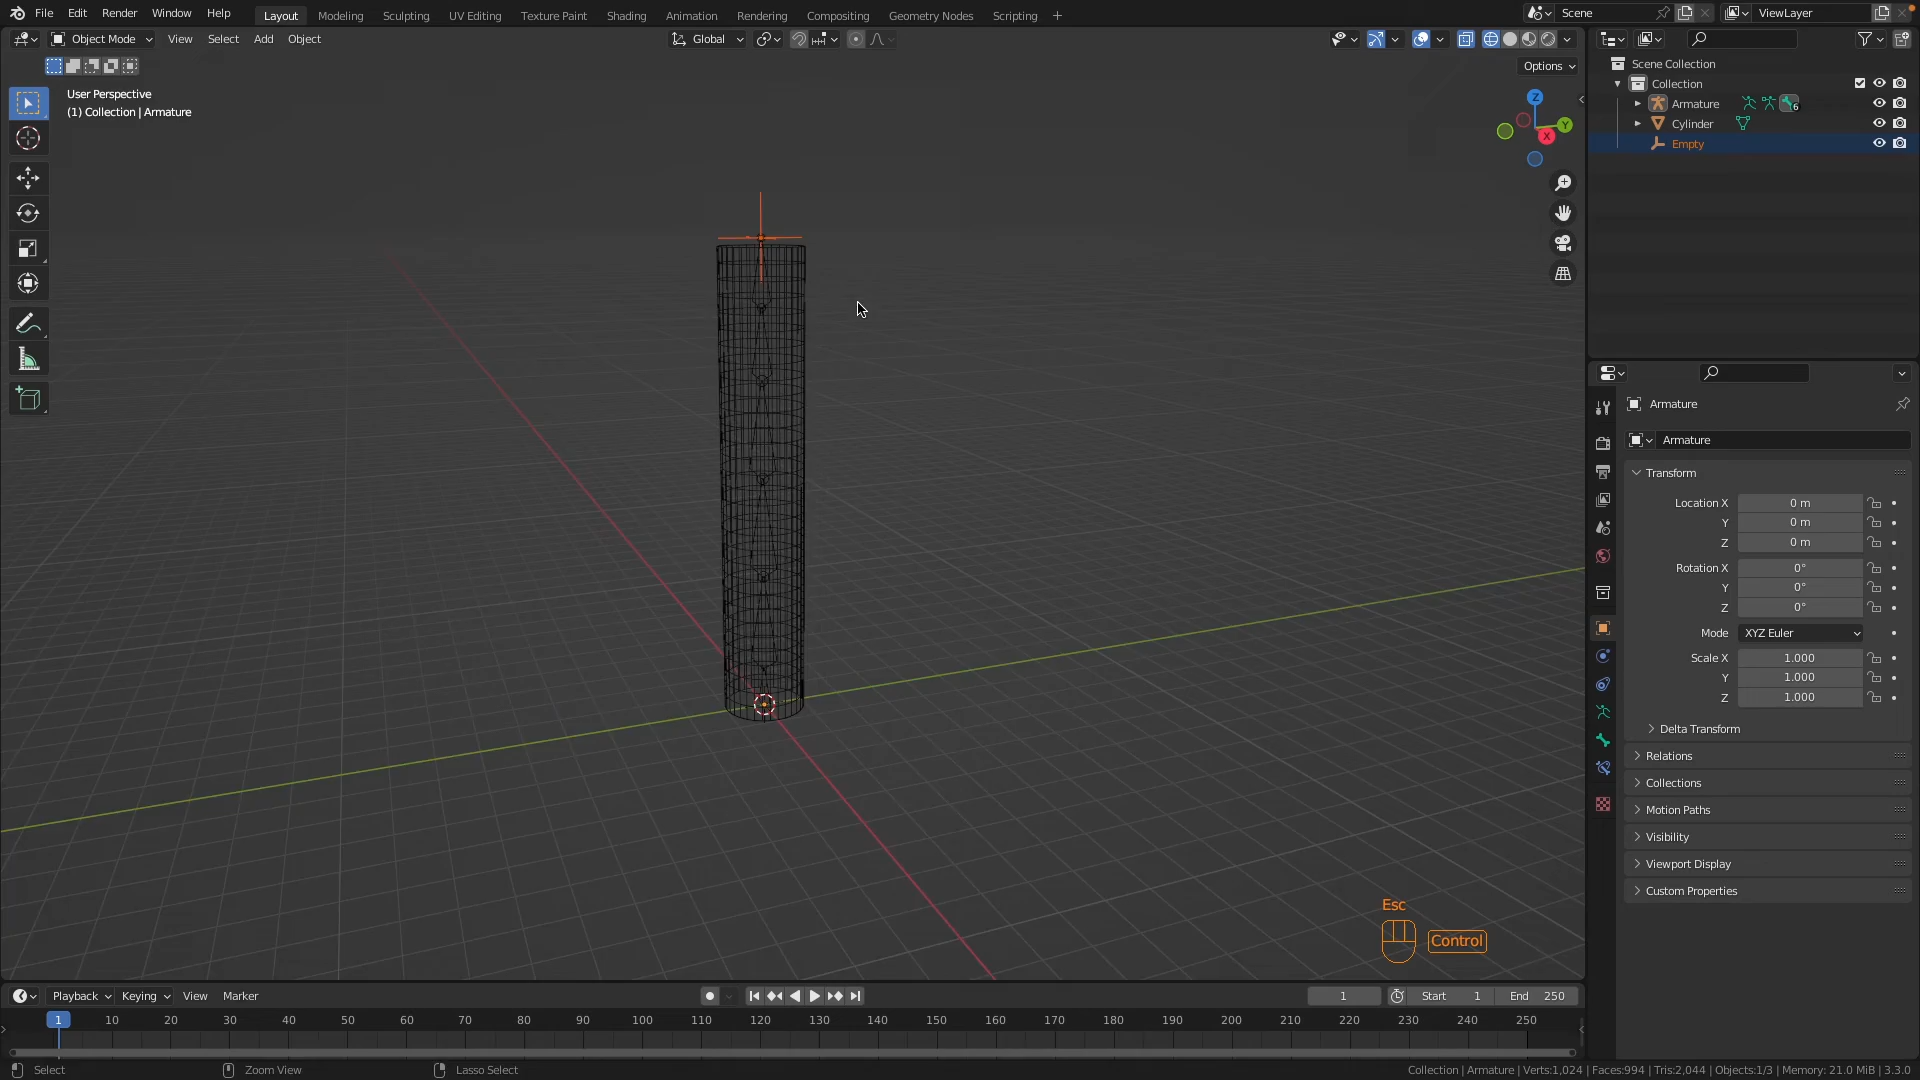 File Edit Render Window Help Layout Modeling Sculpting UV Editing Texture Paint Shading Animation Rendering Compositing Geometry Nodes Scripting + Scene ViewLayer
Object Mode View Select Add Object Global
Options
User Perspective
(1) Collection | Armature
Z
Y
X
Scene Collection
Collection
Armature 6
Cylinder
Empty
Armature
Armature
Transform
Location X 0 m
Y 0 m
Z 0 m
Rotation X 0°
Y 0°
Z 0°
Mode XYZ Euler
Scale X 1.000
Y 1.000
Z 1.000
Delta Transform
Relations
Collections
Motion Paths
Visibility
Viewport Display
Custom Properties
Esc
Control
Playback Keying View Marker 1 Start 1 End 250
1 10 20 30 40 50 60 70 80 90 100 110 120 130 140 150 160 170 180 190 200 210 220 230 240 250
Select Zoom View Lasso Select Collection | Armature | Verts:1,024 | Faces:994 | Tris:2,044 | Objects:1/3 | Memory: 21.0 MiB | 3.3.0